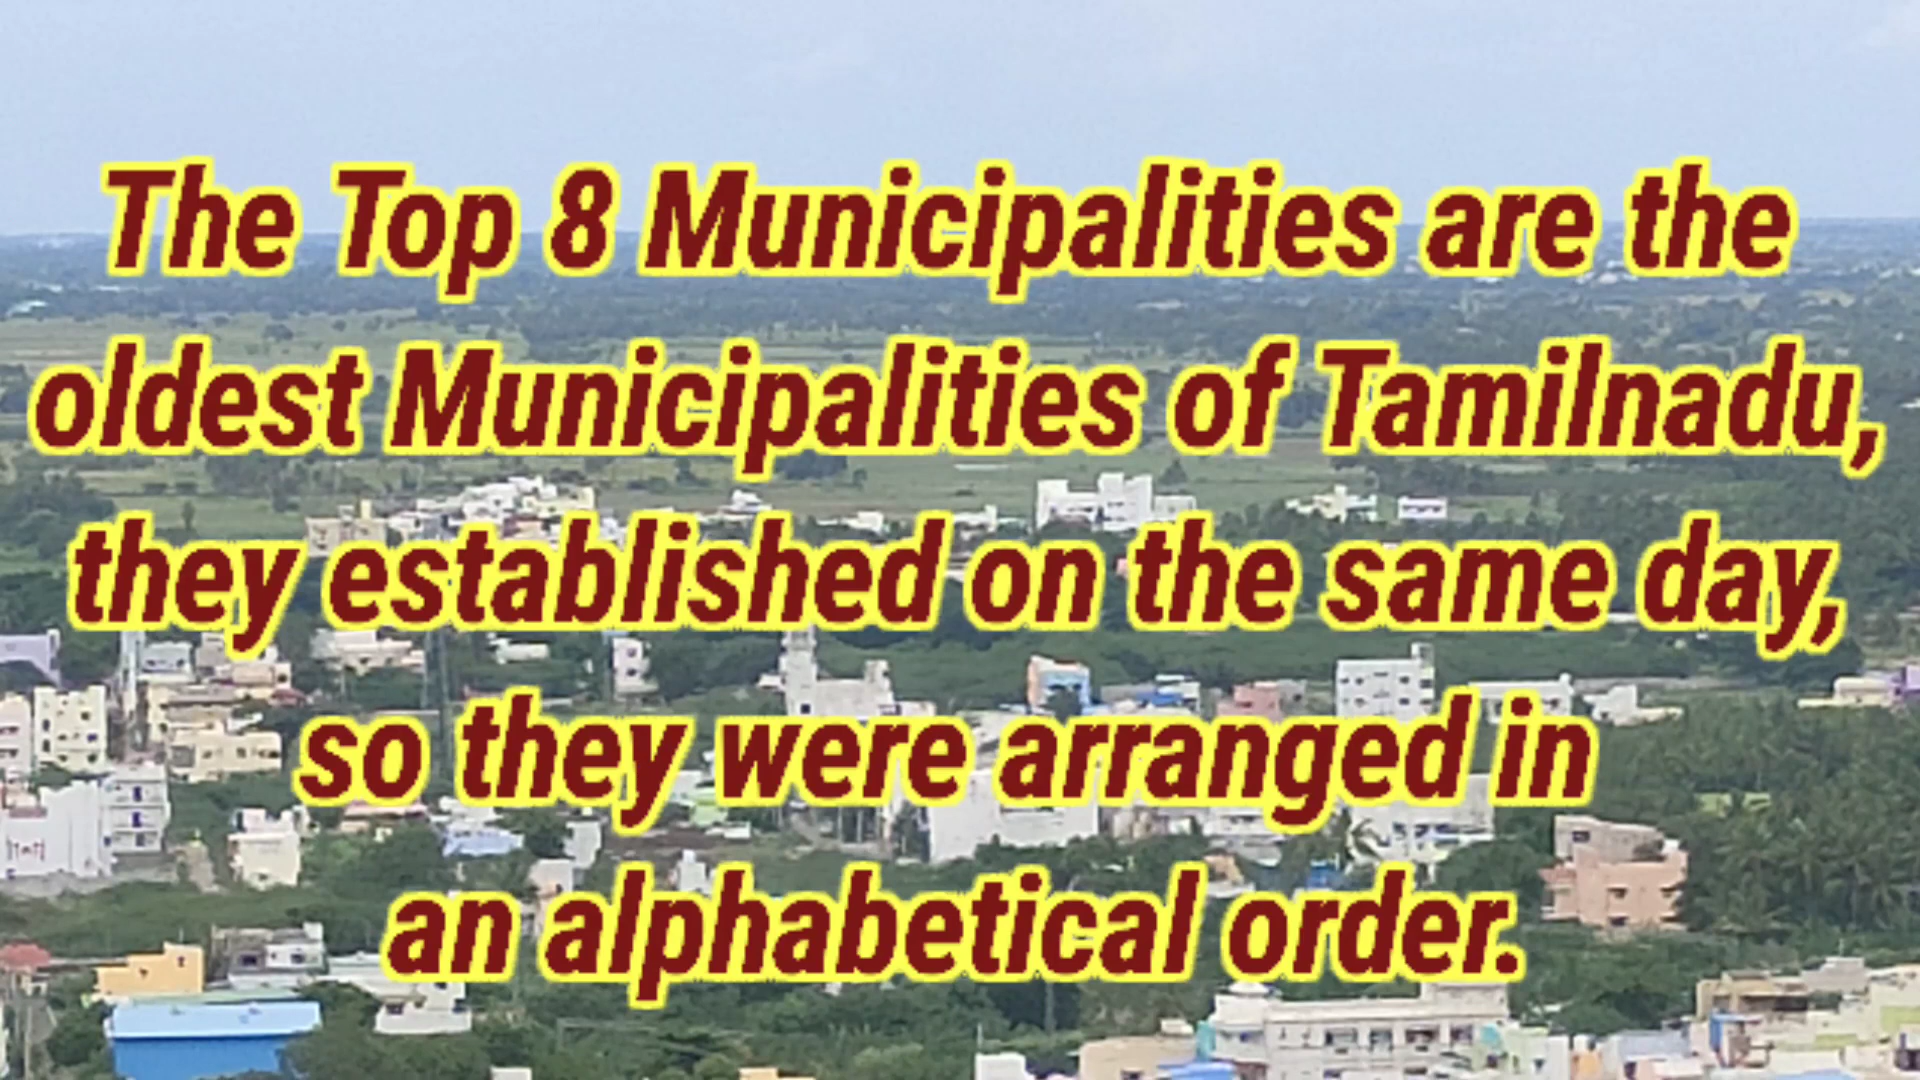 The Top 8 Municipalities are the
oldest Municipalities of Tamilnadu,
they established on the same day,
so they were arranged in
an alphabetical order.